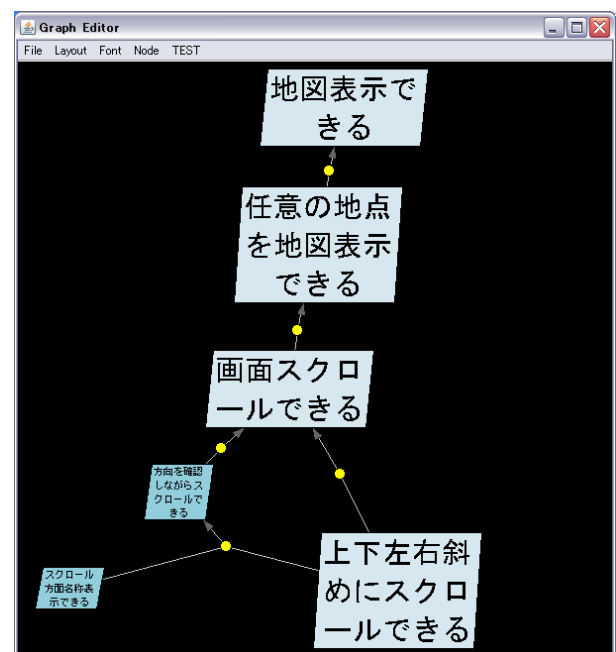 Graph Editor
File Layout Font Node TEST
地図表示で
きる
任意の地点
を地図表示
できる
画面スクロ
ールできる
方向を確認
しながらス
クロールで
きる
上下左右斜
めにスクロ
ールできる
スクロール
方面名称表
示できる